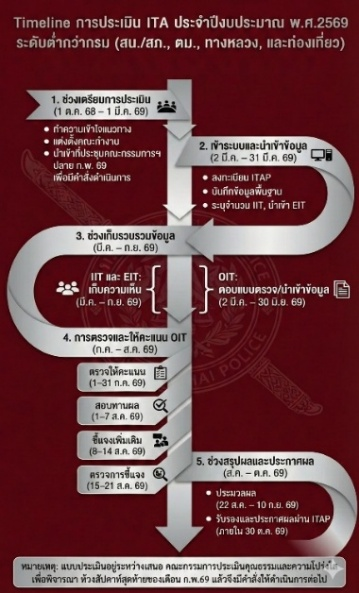 Timeline การประเมิน ITA ประจำปีงบประมาณ พ.ศ.2569
ระดับต่ำกว่ากรม (สน./สภ., ตม., ทางหลวง, และท่องเที่ยว)
1. ช่วงเตรียมการประเมิน
(1 ต.ค. 68 – 1 มี.ค. 69)
• ทำความเข้าใจแนวทาง
• แต่งตั้งคณะทำงาน
• นำเข้าที่ประชุมคณะกรรมการฯ
ปลาย ก.พ. 69
เพื่อมีคำสั่งดำเนินการ
2. เข้าระบบและนำเข้าข้อมูล
(2 มี.ค. – 31 มี.ค. 69)
• ลงทะเบียน ITAP
• บันทึกข้อมูลพื้นฐาน
• ระบุจำนวน IIT, นำเข้า EIT
3. ช่วงเก็บรวบรวมข้อมูล
(มี.ค. – ก.ย. 69)
IIT และ EIT:
เก็บความเห็น
(มี.ค. – ก.ย. 69)
OIT:
ตอบแบบตรวจ/นำเข้าข้อมูล
(2 มี.ค. – 30 มิ.ย. 69)
4. การตรวจและให้คะแนน OIT
(ก.ค. – ส.ค. 69)
ตรวจให้คะแนน
(1–31 ก.ค. 69)
สอบทานผล
(1–7 ส.ค. 69)
ชี้แจงเพิ่มเติม
(8–14 ส.ค. 69)
ตรวจการชี้แจง
(15–21 ส.ค. 69)
5. ช่วงสรุปผลและประกาศผล
(ส.ค. – ต.ค. 69)
• ประมวลผล
(22 ส.ค. – 10 ก.ย. 69)
• รับรองและประกาศผลผ่าน ITAP
(ภายใน 30 ต.ค. 69)
หมายเหตุ: แบบประเมินอยู่ระหว่างเสนอ คณะกรรมการประเมินคุณธรรมและความโปร่งใส
เพื่อพิจารณา ห้วงสัปดาห์สุดท้ายของเดือน ก.พ.69 แล้วจึงมีคำสั่งให้ดำเนินการต่อไป